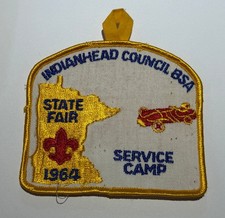 INDIANHEAD COUNCIL BSA
STATE
FAIR
1964
SERVICE
CAMP